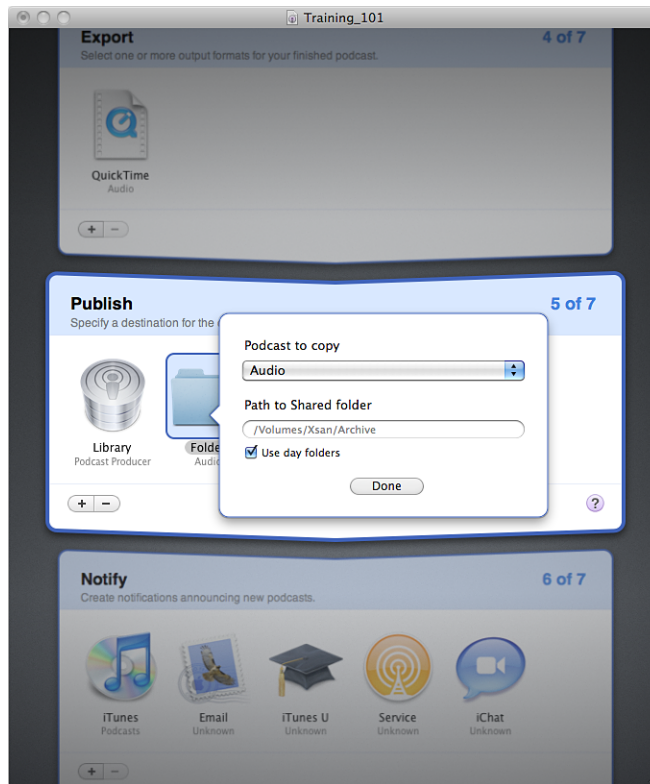 Training_101
Export
4 of 7
Select one or more output formats for your finished podcast.
QuickTime
Audio
Publish
5 of 7
Specify a destination for the
Podcast to copy
Audio
Path to Shared folder
/Volumes/Xsan/Archive
Use day folders
Done
Library
Podcast Producer
Folde
Audio
Notify
6 of 7
Create notifications announcing new podcasts.
iTunes
Podcasts
Email
Unknown
iTunes U
Unknown
Service
Unknown
iChat
Unknown